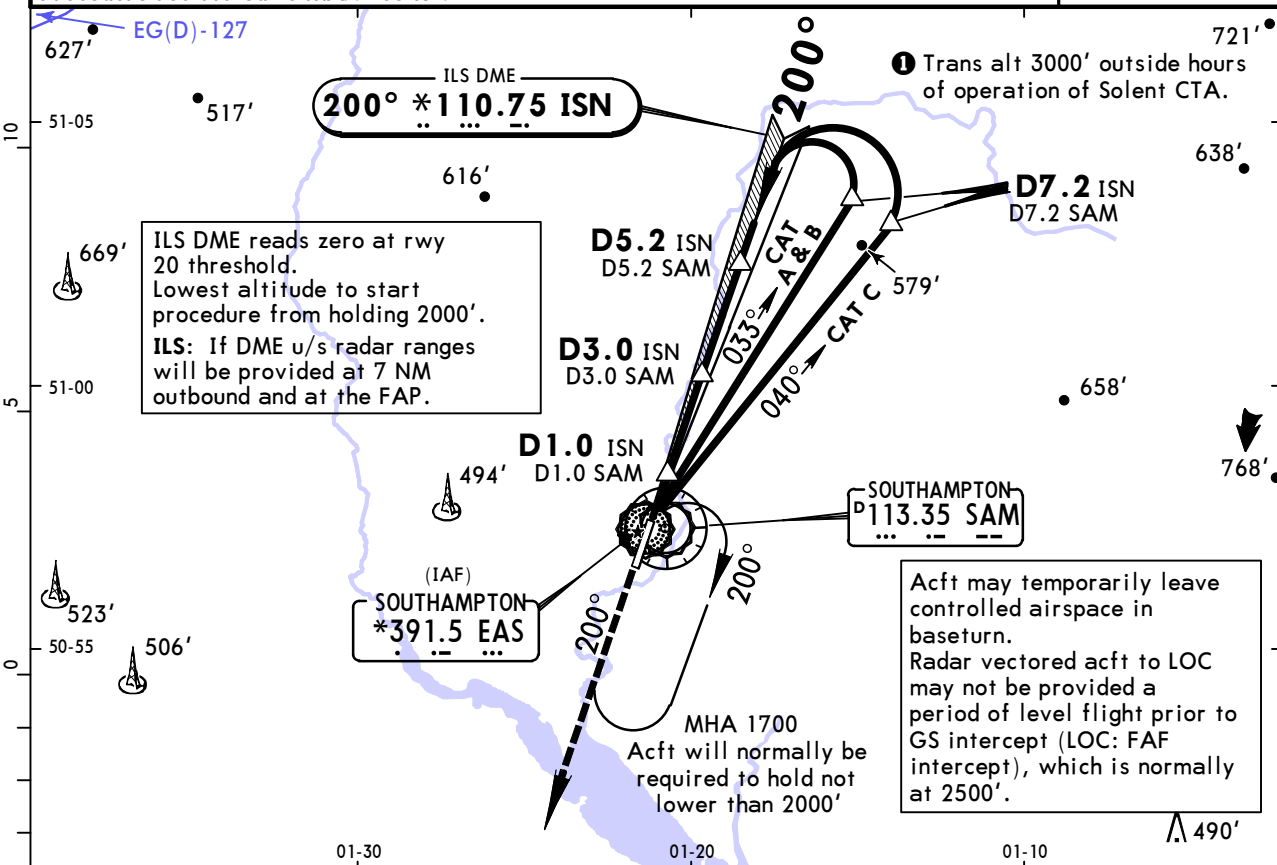 EG(D)-127
627'
517'
616'
669'
721'
638'
❶ Trans alt 3000' outside hours
of operation of Solent CTA.
ILS DME
200° *110.75 ISN
200°
D7.2 ISN
D7.2 SAM
D5.2 ISN
D5.2 SAM
CAT
A & B
033°
579'
CAT C
040°
D3.0 ISN
D3.0 SAM
658'
768'
D1.0 ISN
D1.0 SAM
494'
ILS DME reads zero at rwy
20 threshold.
Lowest altitude to start
procedure from holding 2000'.
ILS: If DME u/s radar ranges
will be provided at 7 NM
outbound and at the FAP.
SOUTHAMPTON
D 113.35 SAM
(IAF)
SOUTHAMPTON
*391.5 EAS
200°
200°
523'
506'
MHA 1700
Acft will normally be
required to hold not
lower than 2000'
Acft may temporarily leave
controlled airspace in
baseturn.
Radar vectored acft to LOC
may not be provided a
period of level flight prior to
GS intercept (LOC: FAF
intercept), which is normally
at 2500'.
490'
10
5
0
51-05
51-00
50-55
01-30
01-20
01-10